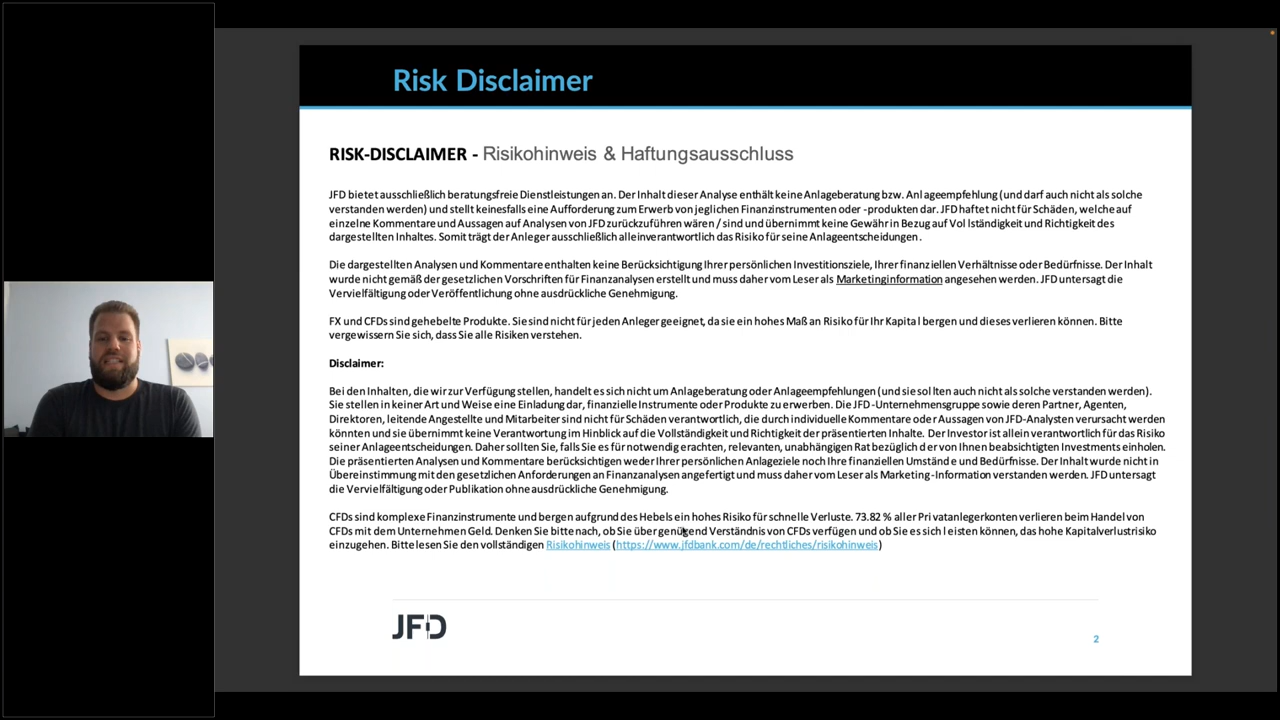 Risk Disclaimer
RISK-DISCLAIMER - Risikohinweis & Haftungsausschluss
JFD bietet ausschließlich beratungsfreie Dienstleistungen an. Der Inhalt dieser Analyse enthält keine Anlageberatung bzw. Anlageempfehlung (und darf auch nicht als solche
verstanden werden) und stellt keinesfalls eine Aufforderung zum Erwerb von jeglichen Finanzinstrumenten oder -produkten dar. JFD haftet nicht für Schäden, welche auf
einzelne Kommentare und Aussagen auf Analysen von JFD zurückzuführen wären / sind und übernimmt keine Gewähr in Bezug auf Vollständigkeit und Richtigkeit des
dargestellten Inhaltes. Somit trägt der Anleger ausschließlich alleinverantwortlich das Risiko für seine Anlageentscheidungen.
Die dargestellten Analysen und Kommentare enthalten keine Berücksichtigung Ihrer persönlichen Investitionsziele, Ihrer finanziellen Verhältnisse oder Bedürfnisse. Der Inhalt
wurde nicht gemäß der gesetzlichen Vorschriften für Finanzanalysen erstellt und muss daher vom Leser als Marketinginformation angesehen werden. JFD untersagt die
Vervielfältigung oder Veröffentlichung ohne ausdrückliche Genehmigung.
FX und CFDs sind gehebelte Produkte. Sie sind nicht für jeden Anleger geeignet, da sie ein hohes Maß an Risiko für Ihr Kapital bergen und dieses verlieren können. Bitte
vergewissern Sie sich, dass Sie alle Risiken verstehen.
Disclaimer:
Bei den Inhalten, die wir zur Verfügung stellen, handelt es sich nicht um Anlageberatung oder Anlageempfehlungen (und sie sollten auch nicht als solche verstanden werden).
Sie stellen in keiner Art und Weise eine Einladung dar, finanzielle Instrumente oder Produkte zu erwerben. Die JFD-Unternehmensgruppe sowie deren Partner, Agenten,
Direktoren, leitende Angestellte und Mitarbeiter sind nicht für Schäden verantwortlich, die durch individuelle Kommentare oder Aussagen von JFD-Analysten verursacht werden
könnten und sie übernimmt keine Verantwortung im Hinblick auf die Vollständigkeit und Richtigkeit der präsentierten Inhalte. Der Investor ist allein verantwortlich für das Risiko
seiner Anlageentscheidungen. Daher sollten Sie, falls Sie es für notwendig erachten, relevanten, unabhängigen Rat bezüglich der von Ihnen beabsichtigten Investments einholen.
Die präsentierten Analysen und Kommentare berücksichtigen weder Ihrer persönlichen Anlageziele noch Ihre finanziellen Umstände und Bedürfnisse. Der Inhalt wurde nicht in
Übereinstimmung mit den gesetzlichen Anforderungen an Finanzanalysen angefertigt und muss daher vom Leser als Marketing-Information verstanden werden. JFD untersagt
die Vervielfältigung oder Publikation ohne ausdrückliche Genehmigung.
CFDs sind komplexe Finanzinstrumente und bergen aufgrund des Hebels ein hohes Risiko für schnelle Verluste. 73.82 % aller Privatanlegerkonten verlieren beim Handel von
CFDs mit dem Unternehmen Geld. Denken Sie bitte nach, ob Sie über genügend Verständnis von CFDs verfügen und ob Sie es sich leisten können, das hohe Kapitalverlustrisiko
einzugehen. Bitte lesen Sie den vollständigen Risikohinweis (https://www.jfdbank.com/de/rechtliches/risikohinweis)
JFD
2